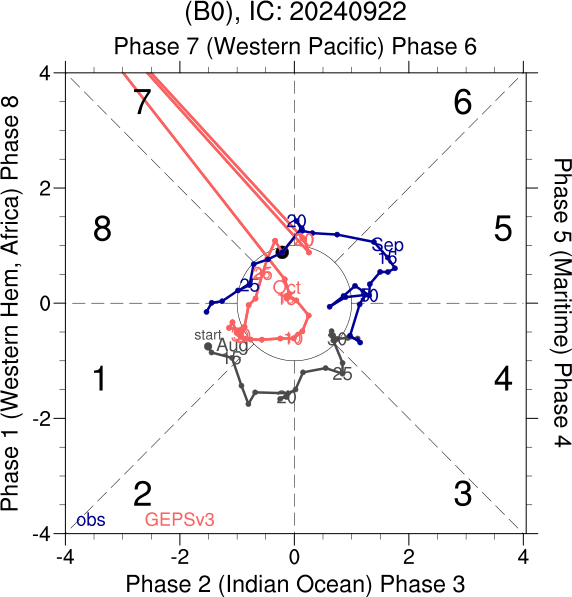 (B0), IC: 20240922
Phase 7 (Western Pacific) Phase 6
Phase 1 (Western Hem, Africa) Phase 8
Phase 5 (Maritime) Phase 4
4
2
0
-2
-4
7
6
8
5
1
4
2
3
20
Sep
15
25
25
Oct
10
start
Aug
15
20
25
30
30
obs
GEPSv3
-4
-2
0
2
4
Phase 2 (Indian Ocean) Phase 3